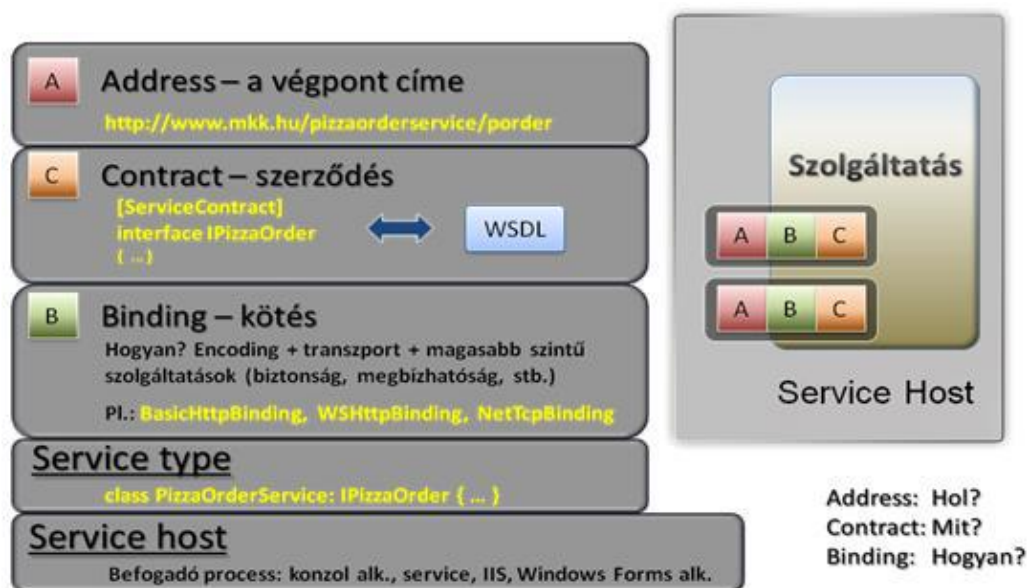 A Address – a végpont címe
http://www.mkk.hu/pizzaorderservice/porder
C Contract – szerződés
[ServiceContract]
interface IPizzaOrder
{ ... }
WSDL
B Binding – kötés
Hogyan? Encoding + transzport + magasabb szintű
szolgáltatások (biztonság, megbízhatóság, stb.)
Pl.: BasicHttpBinding, WSHttpBinding, NetTcpBinding
Service type
class PizzaOrderService: IPizzaOrder { ... }
Service host
Befogadó process: konzol alk., service, IIS, Windows Forms alk.
Szolgáltatás
A B C
A B C
Service Host
Address: Hol?
Contract: Mit?
Binding: Hogyan?